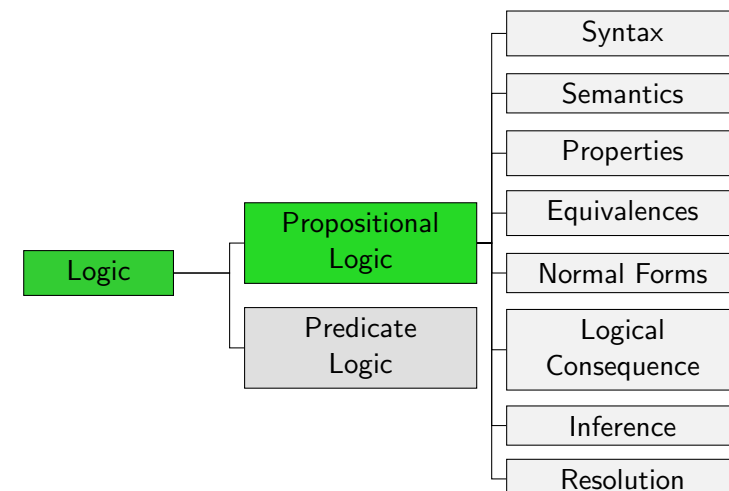 Logic
Propositional
Logic
Predicate
Logic
Syntax
Semantics
Properties
Equivalences
Normal Forms
Logical
Consequence
Inference
Resolution